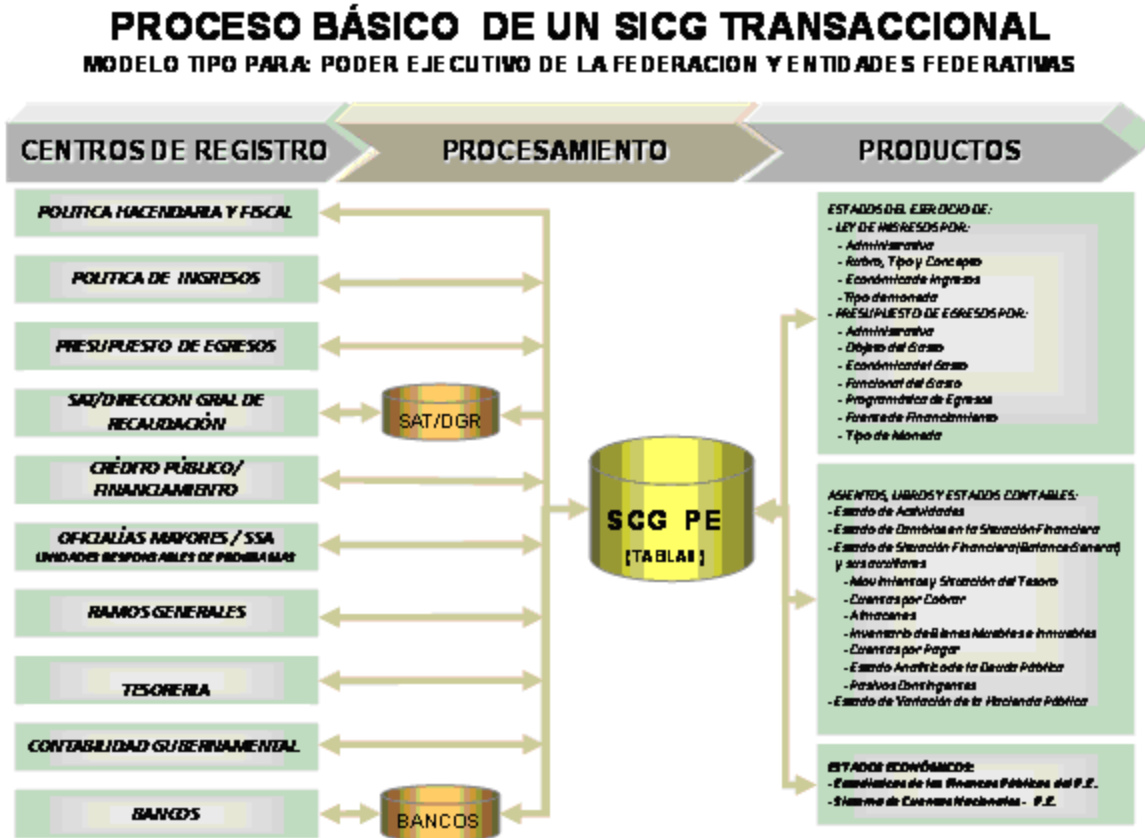 PROCESO BÁSICO DE UN SICG TRANSACCIONAL
MODELO TIPO PARA: PODER EJECUTIVO DE LA FEDERACION Y ENTIDADES FEDERATIVAS
CENTROS DE REGISTRO
PROCESAMIENTO
PRODUCTOS
POLITICA HACENDARIA Y FISCAL
POLITICA DE INGRESOS
PRESUPUESTO DE EGRESOS
SAT/DIRECCION GRAL DE
RECAUDACIÓN
CRÉDITO PÚBLICO/
FINANCIAMIENTO
OFICIALÍAS MAYORES / SSA
UNIDADES RESPONSABLES DE PROGRAMAS
RAMOS GENERALES
TESORERIA
CONTABILIDAD GUBERNAMENTAL
BANCOS
SAT/DGR
BANCOS
SCG PE
(TABLAS)
ESTADOS DEL EJERCICIO DE:
- LEY DE INGRESOS POR:
- Administrativa
- Rubro, Tipo y Concepto
- Económica de Ingresos
- Tipo de moneda
- PRESUPUESTO DE EGRESOS POR:
- Administrativa
- Objeto del Gasto
- Económica del Gasto
- Funcional del Gasto
- Programática de Egresos
- Fuente de Financiamiento
- Tipo de Moneda
ASIENTOS, LIBROS Y ESTADOS CONTABLES:
- Estado de Actividades
- Estado de Cambios en la Situación Financiera
- Estado de Situación Financiera (Balance General)
y sus auxiliares
- Movimientos y Situación del Tesoro
- Cuentas por Cobrar
- Almacenes
- Inventario de Bienes Muebles e Inmuebles
- Cuentas por Pagar
- Estado Analítico de la Deuda Pública
- Pasivos Contingentes
- Estado de Variación de la Hacienda Pública
ESTADOS ECONÓMICOS:
- Estadísticas de las Finanzas Públicas del P.E.
- Sistema de Cuentas Nacionales - P.E.